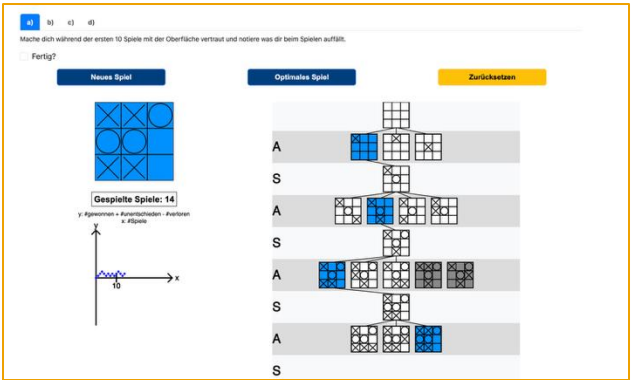 a) b) c) d)
Mache dich während der ersten 10 Spiele mit der Oberfläche vertraut und notiere was dir beim Spielen auffällt.
Fertig?
Neues Spiel Optimales Spiel Zurücksetzen
A
S
Gespielte Spiele: 14
A
y: #gewonnen + #unentschieden - #verloren
x: #Spiele
y
S
A
x
10
S
A
S